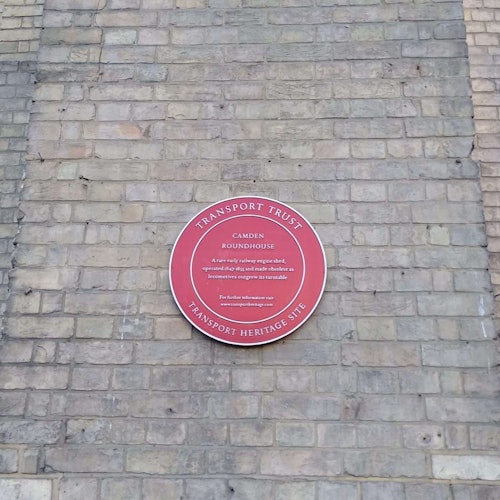 TRANSPORT TRUST
CAMDEN
ROUNDHOUSE
A rare early railway engine shed,
operated 1847-1855 and made obsolete as
locomotives outgrew its turntable
For further information visit
www.transportheritage.com
TRANSPORT HERITAGE SITE